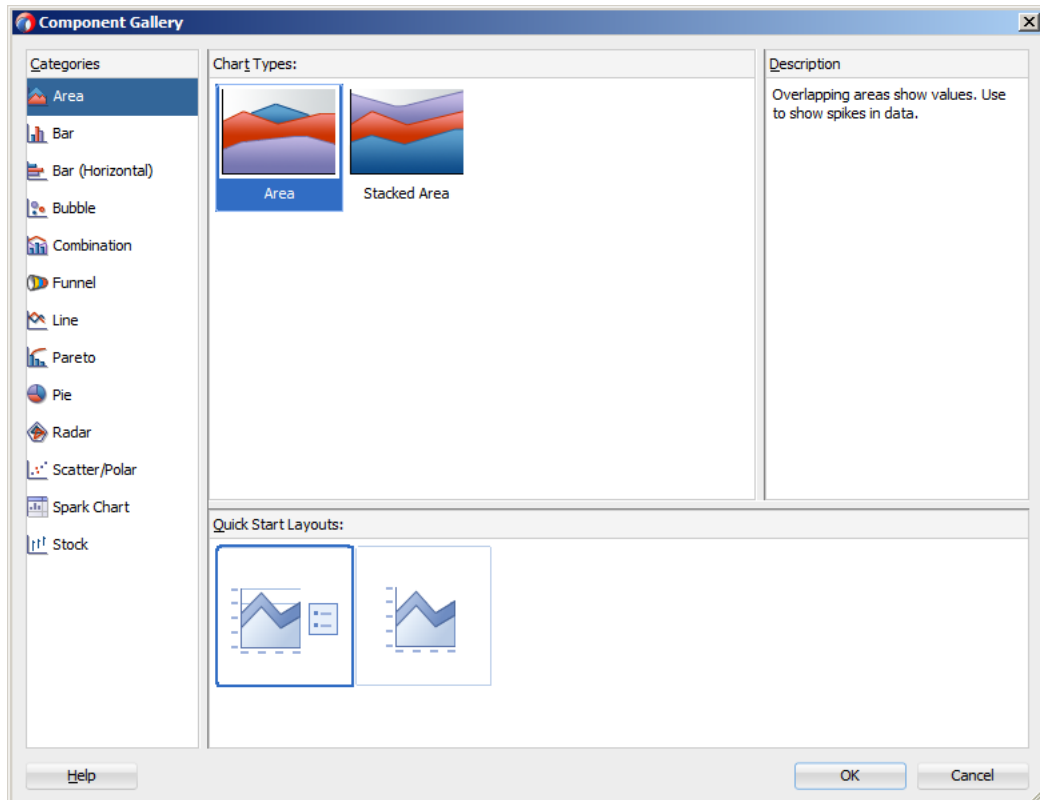 Component Gallery
Categories
Area
Bar
Bar (Horizontal)
Bubble
Combination
Funnel
Line
Pareto
Pie
Radar
Scatter/Polar
Spark Chart
Stock
Chart Types:
Area
Stacked Area
Description
Overlapping areas show values. Use
to show spikes in data.
Quick Start Layouts:
Help
OK
Cancel